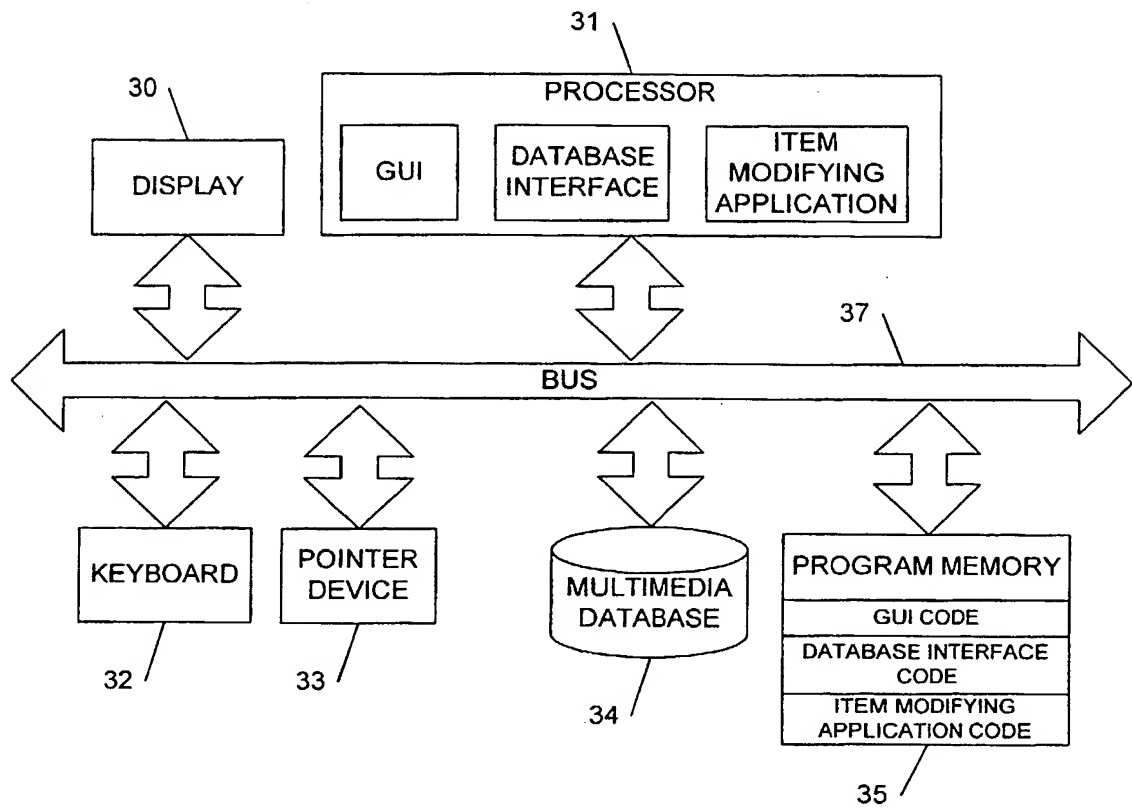 31
30
PROCESSOR
DISPLAY
GUI
DATABASE
INTERFACE
ITEM
MODIFYING
APPLICATION
37
BUS
KEYBOARD
POINTER
DEVICE
MULTIMEDIA
DATABASE
PROGRAM MEMORY
GUI CODE
DATABASE INTERFACE
CODE
ITEM MODIFYING
APPLICATION CODE
32
33
34
35